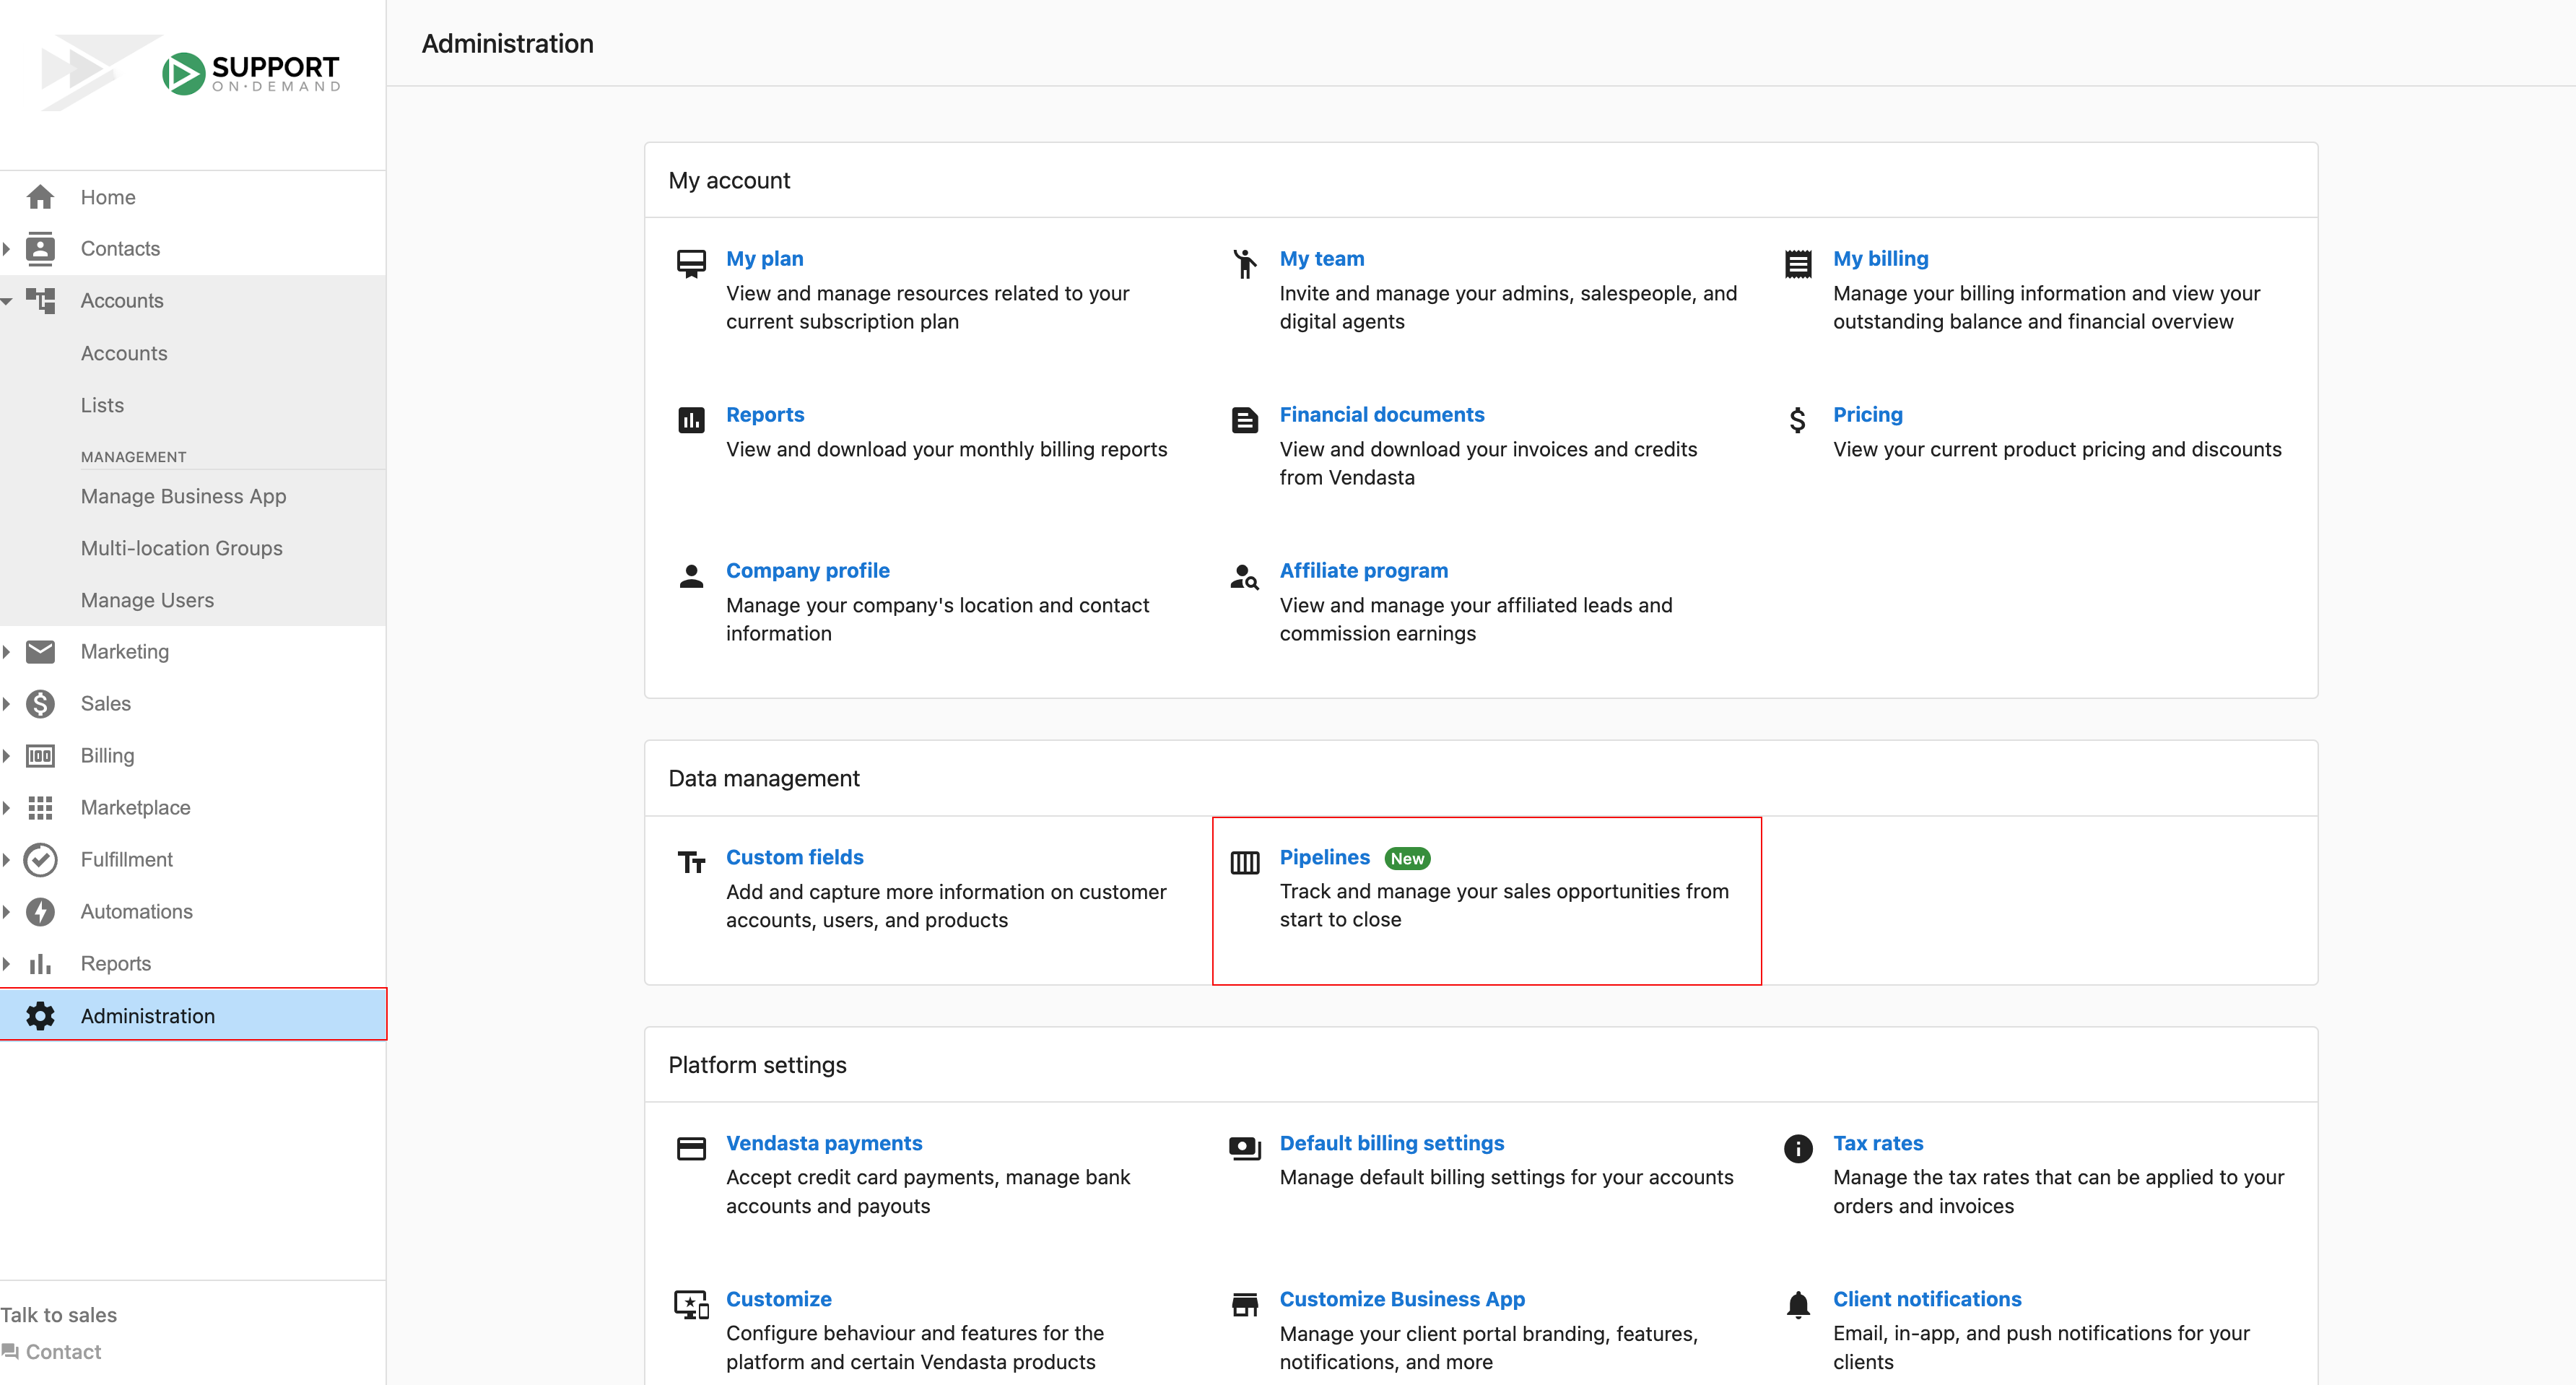 SUPPORT
ON·DEMAND
Home
Contacts
Accounts
Accounts
Lists
MANAGEMENT
Manage Business App
Multi-location Groups
Manage Users
Marketing
Sales
Billing
Marketplace
Fulfillment
Automations
Reports
Administration
Talk to sales
Contact
Administration
My account
My plan
View and manage resources related to your
current subscription plan
My team
Invite and manage your admins, salespeople, and
digital agents
My billing
Manage your billing information and view your
outstanding balance and financial overview
Reports
View and download your monthly billing reports
Financial documents
View and download your invoices and credits
from Vendasta
Pricing
View your current product pricing and discounts
Company profile
Manage your company's location and contact
information
Affiliate program
View and manage your affiliated leads and
commission earnings
Data management
Custom fields
Add and capture more information on customer
accounts, users, and products
Pipelines New
Track and manage your sales opportunities from
start to close
Platform settings
Vendasta payments
Accept credit card payments, manage bank
accounts and payouts
Default billing settings
Manage default billing settings for your accounts
Tax rates
Manage the tax rates that can be applied to your
orders and invoices
Customize
Configure behaviour and features for the
platform and certain Vendasta products
Customize Business App
Manage your client portal branding, features,
notifications, and more
Client notifications
Email, in-app, and push notifications for your
clients